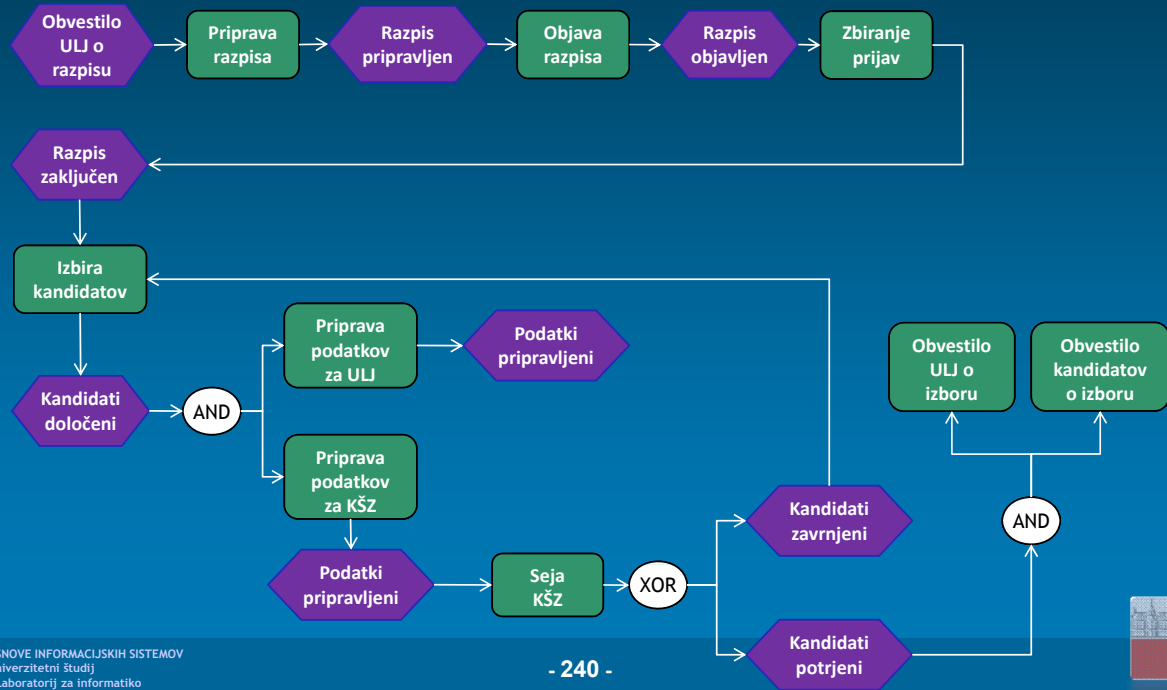 Obvestilo
ULJ o
razpisu
Priprava
razpisa
Razpis
pripravljen
Objava
razpisa
Razpis
objavljen
Zbiranje
prijav
Razpis
zaključen
Izbira
kandidatov
Priprava
podatkov
za ULJ
Podatki
pripravljeni
Obvestilo
ULJ o
izboru
Obvestilo
kandidatov
o izboru
Kandidati
določeni
AND
Priprava
podatkov
za KŠZ
Kandidati
zavrnjeni
AND
Podatki
pripravljeni
Seja
KŠZ
XOR
Kandidati
potrjeni
SNOVE INFORMACIJSKIH SISTEMOV
niverzitetni študij
aboratorij za informatiko
- 240 -